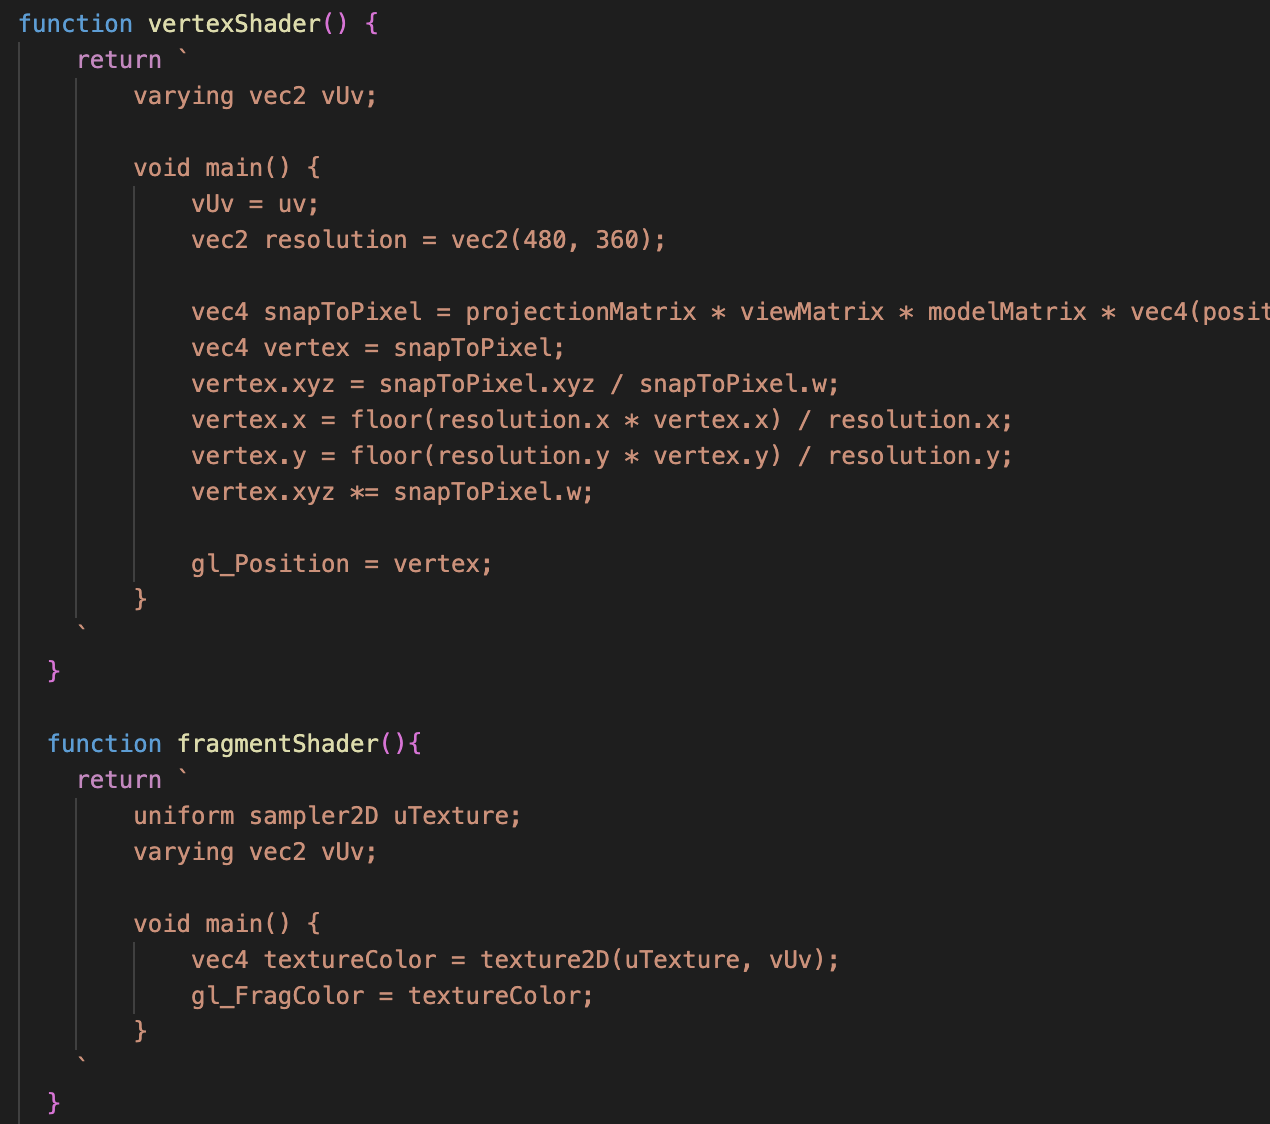 function vertexShader() {
return `
varying vec2 vUv;
void main() {
vUv = uv;
vec2 resolution = vec2(480, 360);
vec4 snapToPixel = projectionMatrix * viewMatrix * modelMatrix * vec4(posit
vec4 vertex = snapToPixel;
vertex.xyz = snapToPixel.xyz / snapToPixel.w;
vertex.x = floor(resolution.x * vertex.x) / resolution.x;
vertex.y = floor(resolution.y * vertex.y) / resolution.y;
vertex.xyz *= snapToPixel.w;
gl_Position = vertex;
}
`
}
function fragmentShader(){
return `
uniform sampler2D uTexture;
varying vec2 vUv;
void main() {
vec4 textureColor = texture2D(uTexture, vUv);
gl_FragColor = textureColor;
}
`
}